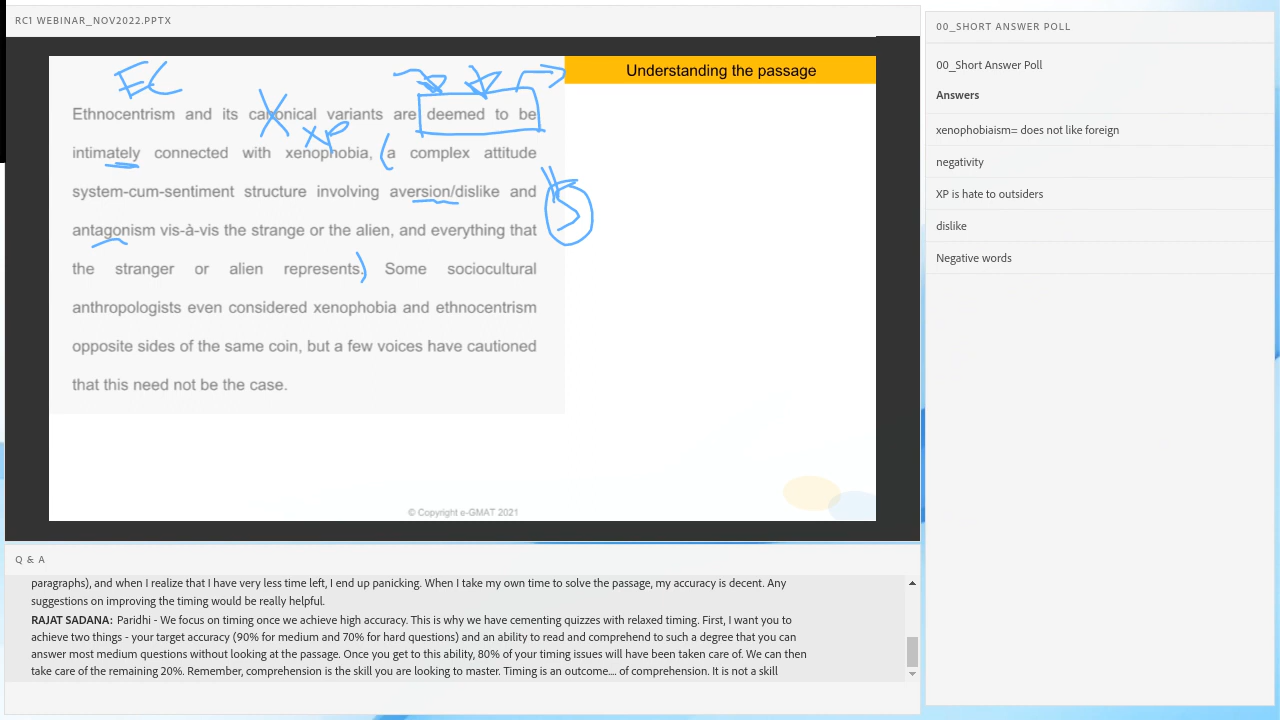 RC1 WEBINAR_NOV2022.PPTX
Understanding the passage
EC
X XP
Ethnocentrism and its canonical variants are deemed to be
intimately connected with xenophobia, a complex attitude
system-cum-sentiment structure involving aversion/dislike and
antagonism vis-à-vis the strange or the alien, and everything that
the stranger or alien represents. Some sociocultural
anthropologists even considered xenophobia and ethnocentrism
opposite sides of the same coin, but a few voices have cautioned
that this need not be the case.
© Copyright e-GMAT 2021
Q & A
paragraphs), and when I realize that I have very less time left, I end up panicking. When I take my own time to solve the passage, my accuracy is decent. Any
suggestions on improving the timing would be really helpful.
RAJAT SADANA: Paridhi - We focus on timing once we achieve high accuracy. This is why we have cementing quizzes with relaxed timing. First, I want you to
achieve two things - your target accuracy (90% for medium and 70% for hard questions) and an ability to read and comprehend to such a degree that you can
answer most medium questions without looking at the passage. Once you get to this ability, 80% of your timing issues will have been taken care of. We can then
take care of the remaining 20%. Remember, comprehension is the skill you are looking to master. Timing is an outcome.... of comprehension. It is not a skill
00_SHORT ANSWER POLL
00_Short Answer Poll
Answers
xenophobiaism= does not like foreign
negativity
XP is hate to outsiders
dislike
Negative words